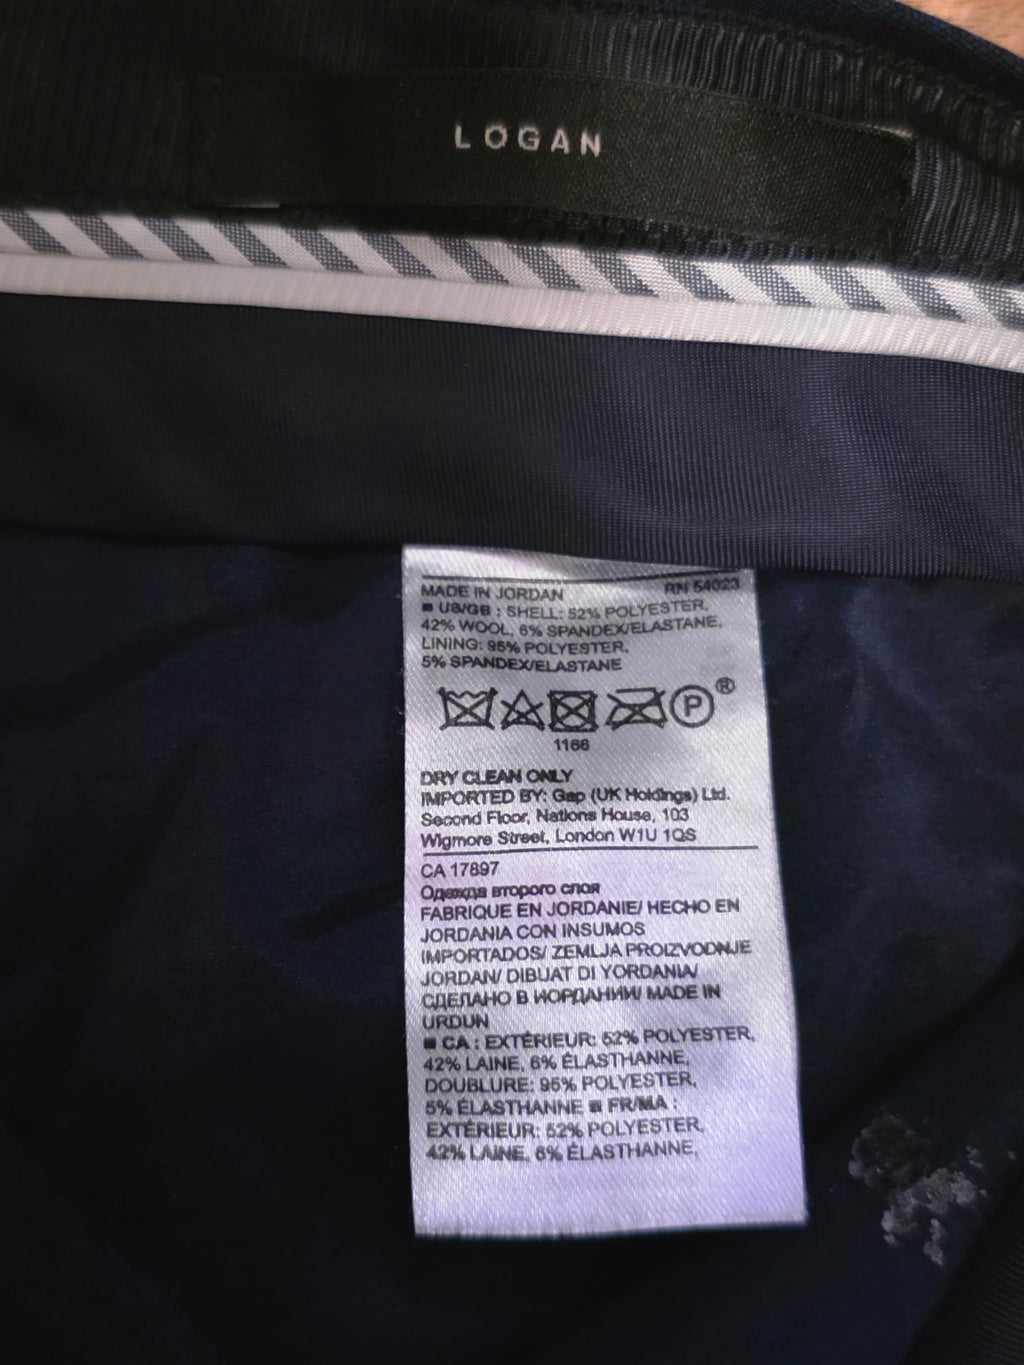 LOGAN
MADE IN JORDAN RN 54023
■ US/GB : SHELL: 52% POLYESTER,
42% WOOL, 6% SPANDEX/ELASTANE,
LINING: 95% POLYESTER,
5% SPANDEX/ELASTANE
P ®
1166
DRY CLEAN ONLY
IMPORTED BY: Gap (UK Holdings) Ltd.
Second Floor, Nations House, 103
Wigmore Street, London W1U 1QS
CA 17897
Одежда второго слоя
FABRIQUE EN JORDANIE/ HECHO EN
JORDANIA CON INSUMOS
IMPORTADOS/ ZEMLJA PROIZVODNJE
JORDAN/ DIBUAT DI YORDANIA/
СДЕЛАНО В ИОРДАНИИ/ MADE IN
URDUN
■ CA : EXTÉRIEUR: 52% POLYESTER,
42% LAINE, 6% ÉLASTHANNE,
DOUBLURE: 95% POLYESTER,
5% ÉLASTHANNE ■ FR/MA :
EXTÉRIEUR: 52% POLYESTER,
42% LAINE, 6% ÉLASTHANNE,